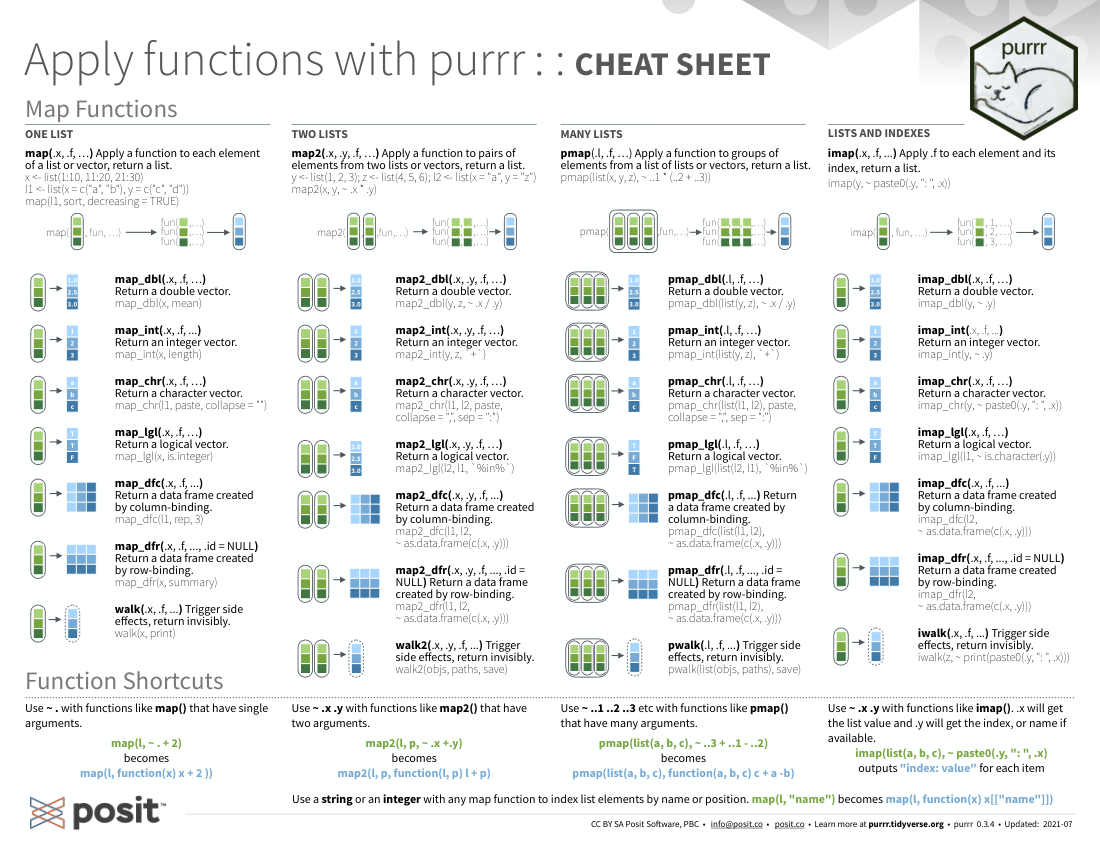 Apply functions with purrr : : CHEAT SHEET
purrr
Map Functions
ONE LIST
map(.x, .f, …) Apply a function to each element
of a list or vector, return a list.
x <- list(1:10, 11:20, 21:30)
l1 <- list(x = c("a", "b"), y = c("c", "d"))
map(l1, sort, decreasing = TRUE)
map( , fun, …)
fun( ,…)
fun( ,…)
fun( ,…)
1.0
2.5
3.0
map_dbl(.x, .f, …)
Return a double vector.
map_dbl(x, mean)
1
2
3
map_int(.x, .f, ...)
Return an integer vector.
map_int(x, length)
a
b
c
map_chr(.x, .f, …)
Return a character vector.
map_chr(l1, paste, collapse = "")
T
T
F
map_lgl(.x, .f, …)
Return a logical vector.
map_lgl(x, is.integer)
map_dfc(.x, .f, …)
Return a data frame created
by column-binding.
map_dfc(l1, rep, 3)
map_dfr(.x, .f, ..., .id = NULL)
Return a data frame created
by row-binding.
map_dfr(x, summary)
walk(.x, .f, ...) Trigger side
effects, return invisibly.
walk(x, print)
TWO LISTS
map2(.x, .y, .f, …) Apply a function to pairs of
elements from two lists or vectors, return a list.
y <- list(1, 2, 3); z <- list(4, 5, 6); l2 <- list(x = "a", y = "z")
map2(x, y, ~ .x * .y)
map2( ,fun,…)
fun( ,…)
fun( ,…)
fun( ,…)
1.0
2.5
3.0
map2_dbl(.x, .y, .f, …)
Return a double vector.
map2_dbl(y, z, ~ .x / .y)
1
2
3
map2_int(.x, .y, .f, …)
Return an integer vector.
map2_int(y, z, `+`)
a
b
c
map2_chr(.x, .y, .f, …)
Return a character vector.
map2_chr(l1, l2, paste,
collapse = ",", sep = ":")
1.0
2.5
3.0
map2_lgl(.x, .y, .f, …)
Return a logical vector.
map2_lgl(l2, l1, `%in%`)
map2_dfc(.x, .y, .f, ...)
Return a data frame created
by column-binding.
map2_dfc(l1, l2,
~ as.data.frame(c(.x, .y)))
map2_dfr(.x, .y, .f, ..., .id =
NULL) Return a data frame
created by row-binding.
map2_dfr(l1, l2,
~ as.data.frame(c(.x, .y)))
walk2(.x, .y, .f, ...) Trigger
side effects, return invisibly.
walk2(objs, paths, save)
MANY LISTS
pmap(.l, .f, …) Apply a function to groups of
elements from a list of lists or vectors, return a list.
pmap(list(x, y, z), ~ ..1 * (..2 + ..3))
pmap( ,fun,…)
fun( ,…)
fun( ,…)
fun( ,…)
1.0
2.5
3.0
pmap_dbl(.l, .f, …)
Return a double vector.
pmap_dbl(list(y, z), ~ .x / .y)
1
2
3
pmap_int(.l, .f, …)
Return an integer vector.
pmap_int(list(y, z), `+`)
a
b
c
pmap_chr(.l, .f, …)
Return a character vector.
pmap_chr(list(l1, l2), paste,
collapse = ",", sep = ":")
T
F
T
pmap_lgl(.l, .f, …)
Return a logical vector.
pmap_lgl(list(l2, l1), `%in%`)
pmap_dfc(.l, .f, ...) Return
a data frame created by
column-binding.
pmap_dfc(list(l1, l2),
~ as.data.frame(c(.x, .y)))
pmap_dfr(.l, .f, ..., .id =
NULL) Return a data frame
created by row-binding.
pmap_dfr(list(l1, l2),
~ as.data.frame(c(.x, .y)))
pwalk(.l, .f, ...) Trigger side
effects, return invisibly.
pwalk(list(objs, paths), save)
LISTS AND INDEXES
imap(.x, .f, ...) Apply .f to each element and its
index, return a list.
imap(y, ~ paste0(.y, ": ", .x))
imap( , fun, …)
fun( , 1, …)
fun( , 2, …)
fun( , 3, …)
1.0
2.5
3.0
imap_dbl(.x, .f, …)
Return a double vector.
imap_dbl(y, ~ .y)
1
2
3
imap_int(.x, .f, ...)
Return an integer vector.
imap_int(y, ~ .y)
a
b
c
imap_chr(.x, .f, …)
Return a character vector.
imap_chr(y, ~ paste0(.y, ": ", .x))
T
T
F
imap_lgl(.x, .f, …)
Return a logical vector.
imap_lgl(l1, ~ is.character(.y))
imap_dfc(.x, .f, …)
Return a data frame created
by column-binding.
imap_dfc(l2,
~ as.data.frame(c(.x, .y)))
imap_dfr(.x, .f, ..., .id = NULL)
Return a data frame created
by row-binding.
imap_dfr(l2,
~ as.data.frame(c(.x, .y)))
iwalk(.x, .f, ...) Trigger side
effects, return invisibly.
iwalk(z, ~ print(paste0(.y, ": ", .x)))
Function Shortcuts
Use ~ . with functions like map() that have single
arguments.
map(l, ~ . + 2)
becomes
map(l, function(x) x + 2 ))
Use ~ .x .y with functions like map2() that have
two arguments.
map2(l, p, ~ .x +.y)
becomes
map2(l, p, function(l, p) l + p)
Use ~ ..1 ..2 ..3 etc with functions like pmap()
that have many arguments.
pmap(list(a, b, c), ~ ..3 + ..1 - ..2)
becomes
pmap(list(a, b, c), function(a, b, c) c + a -b)
Use ~ .x .y with functions like imap(). .x will get
the list value and .y will get the index, or name if
available.
imap(list(a, b, c), ~ paste0(.y, ": ", .x)
outputs "index: value" for each item
Use a string or an integer with any map function to index list elements by name or position. map(l, "name") becomes map(l, function(x) x[["name"]])
posit™
CC BY SA Posit Software, PBC • info@posit.co • posit.co • Learn more at purrr.tidyverse.org • purrr 0.3.4 • Updated: 2021-07